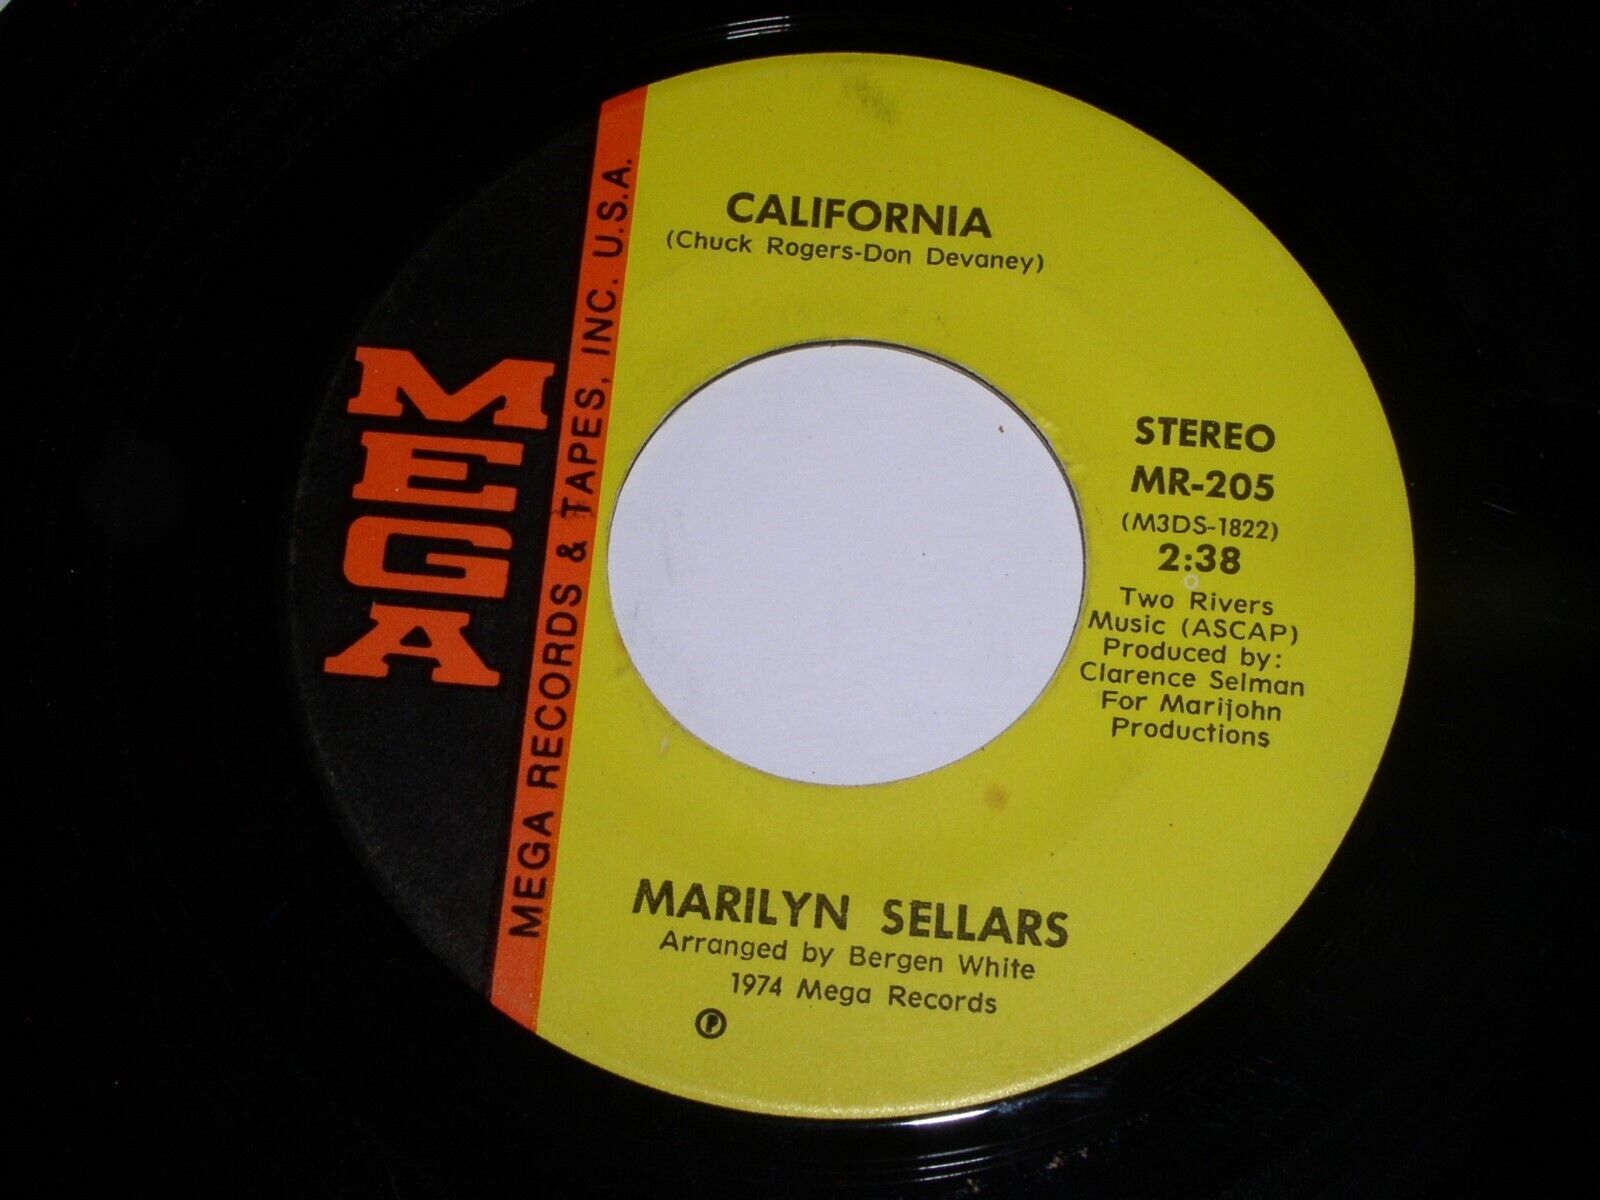 MEGA
MEGA RECORDS & TAPES, INC. U.S.A.
CALIFORNIA
(Chuck Rogers-Don Devaney)
STEREO
MR-205
(M3DS-1822)
2:38
Two Rivers
Music (ASCAP)
Produced by:
Clarence Selman
For Marijohn
Productions
MARILYN SELLARS
Arranged by Bergen White
1974 Mega Records
℗